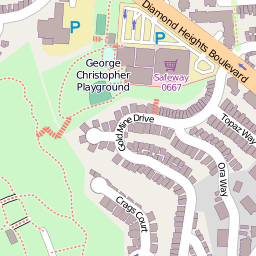 P
P
Diamond Heights Boulevard
George
Christopher
Playground
Safeway
0667
Gold Mine Drive
Topaz Way
Ora Way
Crags Court